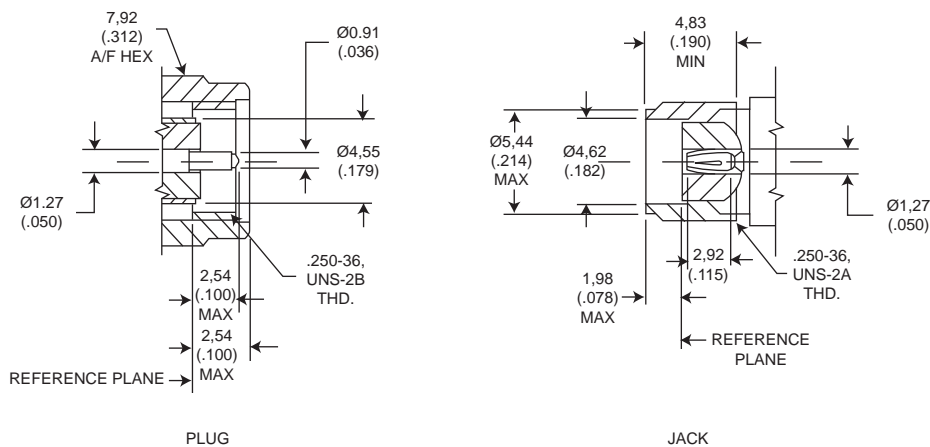 7,92
(.312)
A/F HEX
Ø0.91
(.036)
Ø4,55
(.179)
Ø1.27
(.050)
.250-36,
UNS-2B
THD.
2,54
(.100)
MAX
2,54
(.100)
MAX
REFERENCE PLANE
PLUG
4,83
(.190)
MIN
Ø5,44
(.214)
MAX
Ø4,62
(.182)
Ø1,27
(.050)
2,92
(.115)
.250-36,
UNS-2A
THD.
1,98
(.078)
MAX
REFERENCE
PLANE
JACK